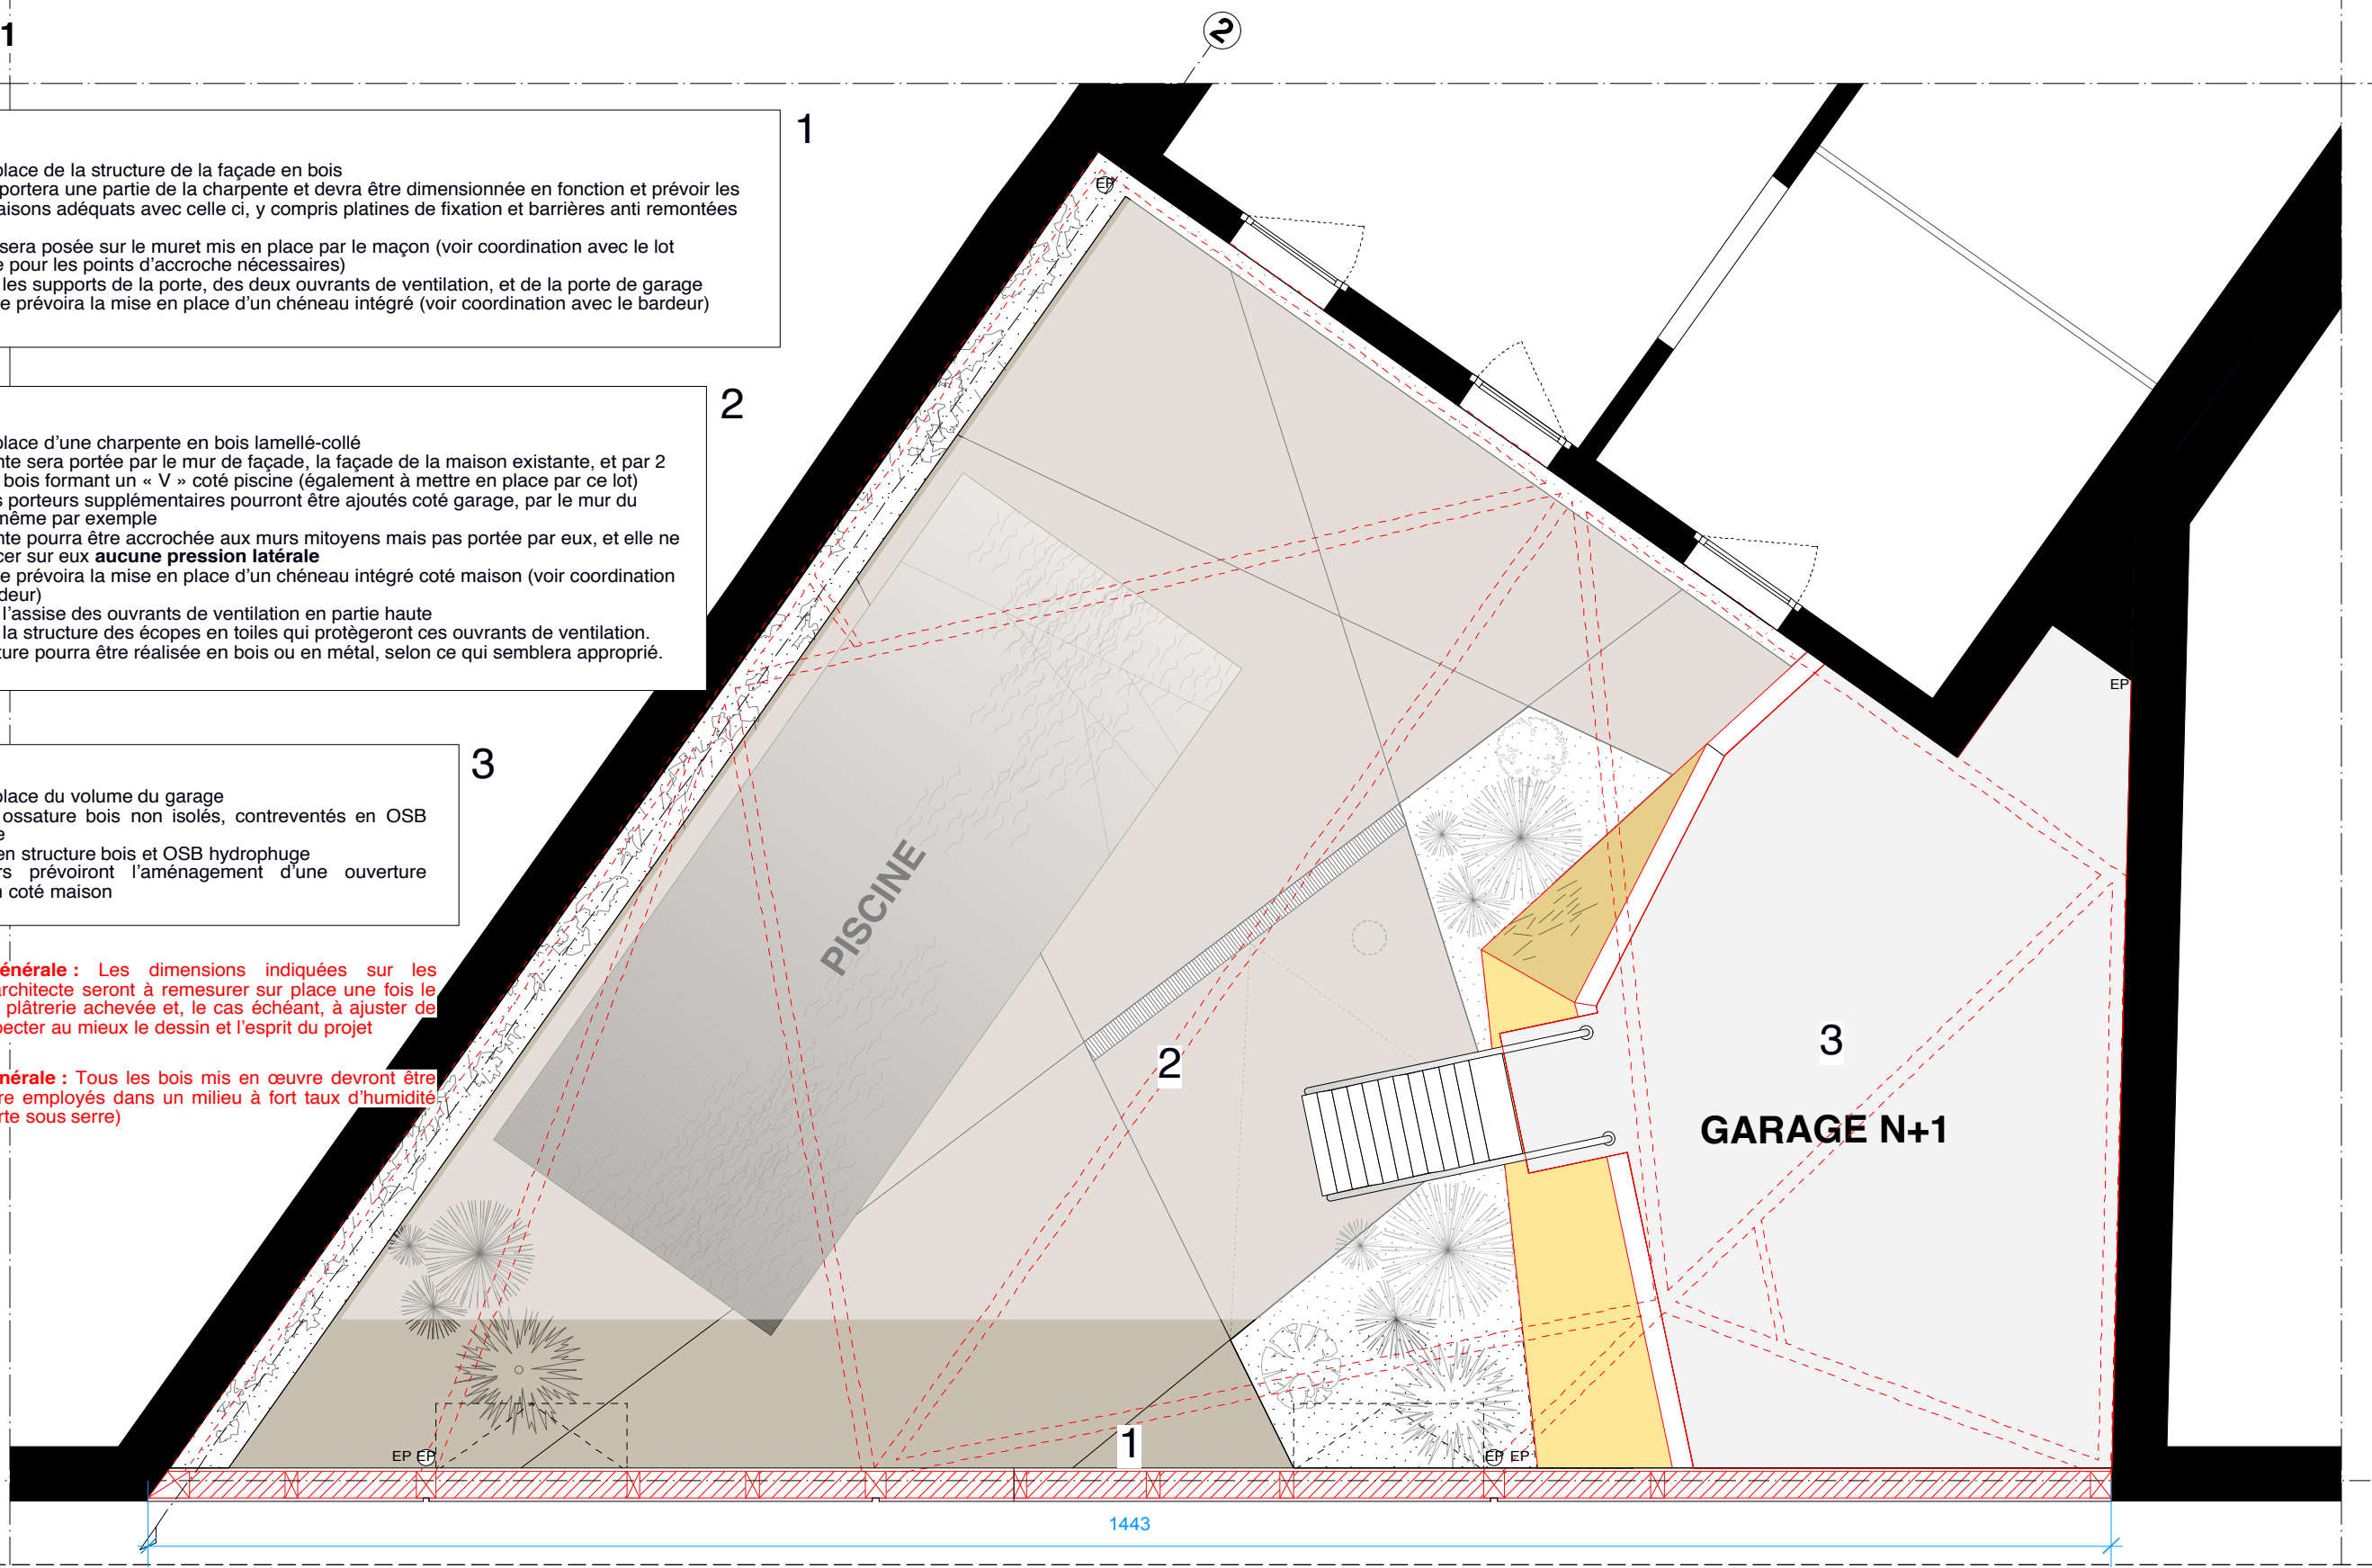 1
2
1
place de la structure de la façade en bois
portera une partie de la charpente et devra être dimensionnée en fonction et prévoir les
aisons adéquats avec celle ci, y compris platines de fixation et barrières anti remontées
sera posée sur le muret mis en place par le maçon (voir coordination avec le lot
e pour les points d'accroche nécessaires)
les supports de la porte, des deux ouvrants de ventilation, et de la porte de garage
e prévoira la mise en place d'un chéneau intégré (voir coordination avec le bardeur)
2
place d'une charpente en bois lamellé-collé
nte sera portée par le mur de façade, la façade de la maison existante, et par 2
bois formant un « V » coté piscine (également à mettre en place par ce lot)
s porteurs supplémentaires pourront être ajoutés coté garage, par le mur du
même par exemple
nte pourra être accrochée aux murs mitoyens mais pas portée par eux, et elle ne
cer sur eux aucune pression latérale
e prévoira la mise en place d'un chéneau intégré coté maison (voir coordination
deur)
l'assise des ouvrants de ventilation en partie haute
la structure des écopes en toiles qui protègeront ces ouvrants de ventilation.
ture pourra être réalisée en bois ou en métal, selon ce qui semblera approprié.
3
place du volume du garage
ossature bois non isolés, contreventés en OSB
e
en structure bois et OSB hydrophuge
rs prévoiront l'aménagement d'une ouverture
n coté maison
énérale : Les dimensions indiquées sur les
architecte seront à remesurer sur place une fois le
plâtrerie achevée et, le cas échéant, à ajuster de
pecter au mieux le dessin et l'esprit du projet
nérale : Tous les bois mis en œuvre devront être
re employés dans un milieu à fort taux d'humidité
rte sous serre)
EP
EP
PISCINE
2
3
GARAGE N+1
1
EP EP
EP EP
1443